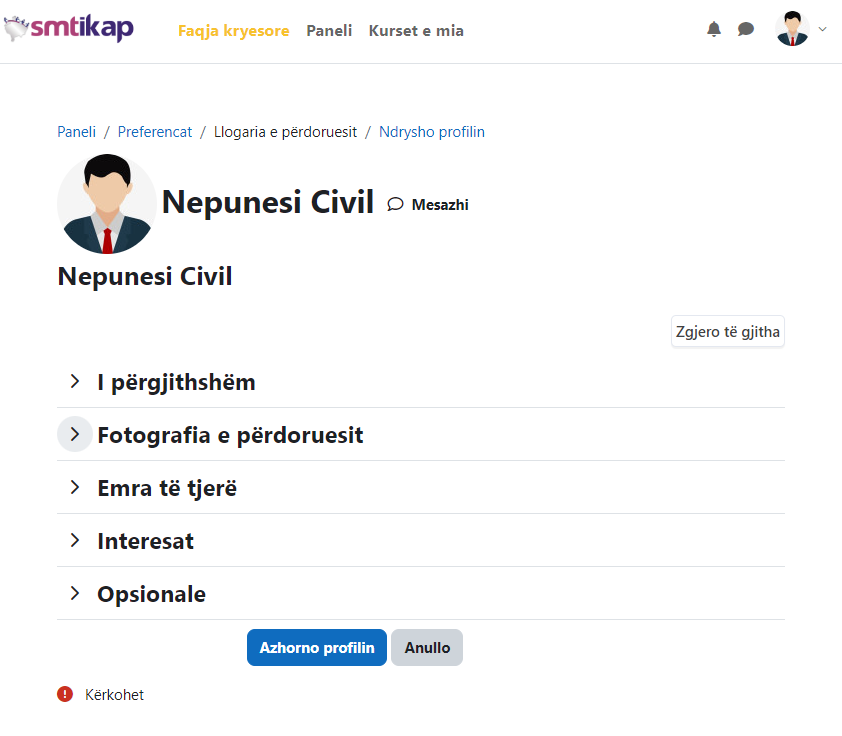 smtikap Faqja kryesore Paneli Kurset e mia
Paneli / Preferencat / Llogaria e përdoruesit / Ndrysho profilin
Nepunesi Civil Mesazhi
Nepunesi Civil
Zgjero të gjitha
I përgjithshëm
Fotografia e përdoruesit
Emra të tjerë
Interesat
Opsionale
Azhorno profilin Anullo
Kërkohet